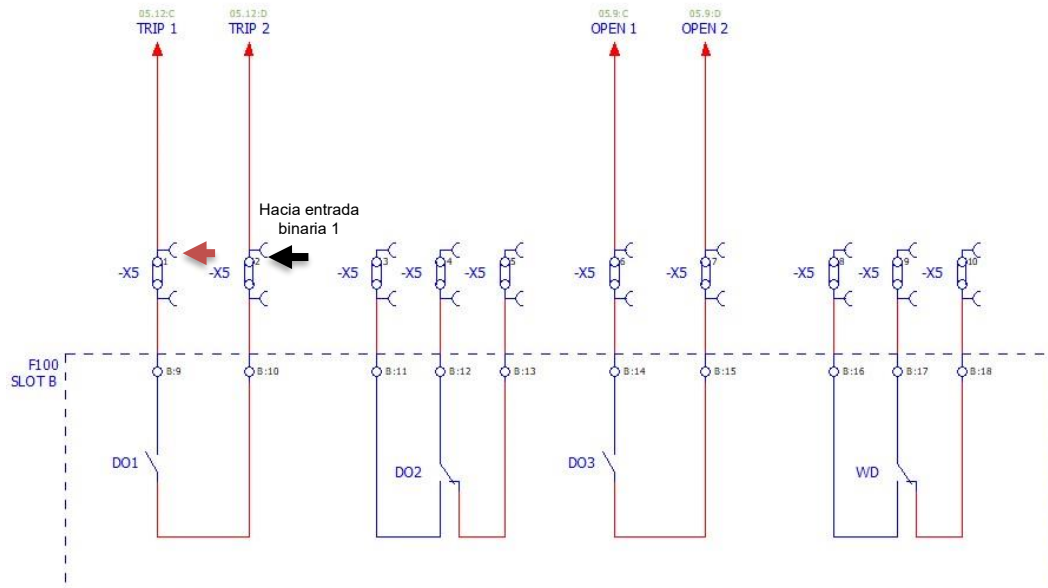 05.12:C
TRIP 1
05.12:D
TRIP 2
05.9:C
OPEN 1
05.9:D
OPEN 2
Hacia entrada
binaria 1
-X5 1
-X5 2
-X5 3
-X5 4
-X5 5
-X5 6
-X5 7
-X5 8
-X5 9
-X5 10
F100
SLOT B
B:9
B:10
B:11
B:12
B:13
B:14
B:15
B:16
B:17
B:18
DO1
DO2
DO3
WD